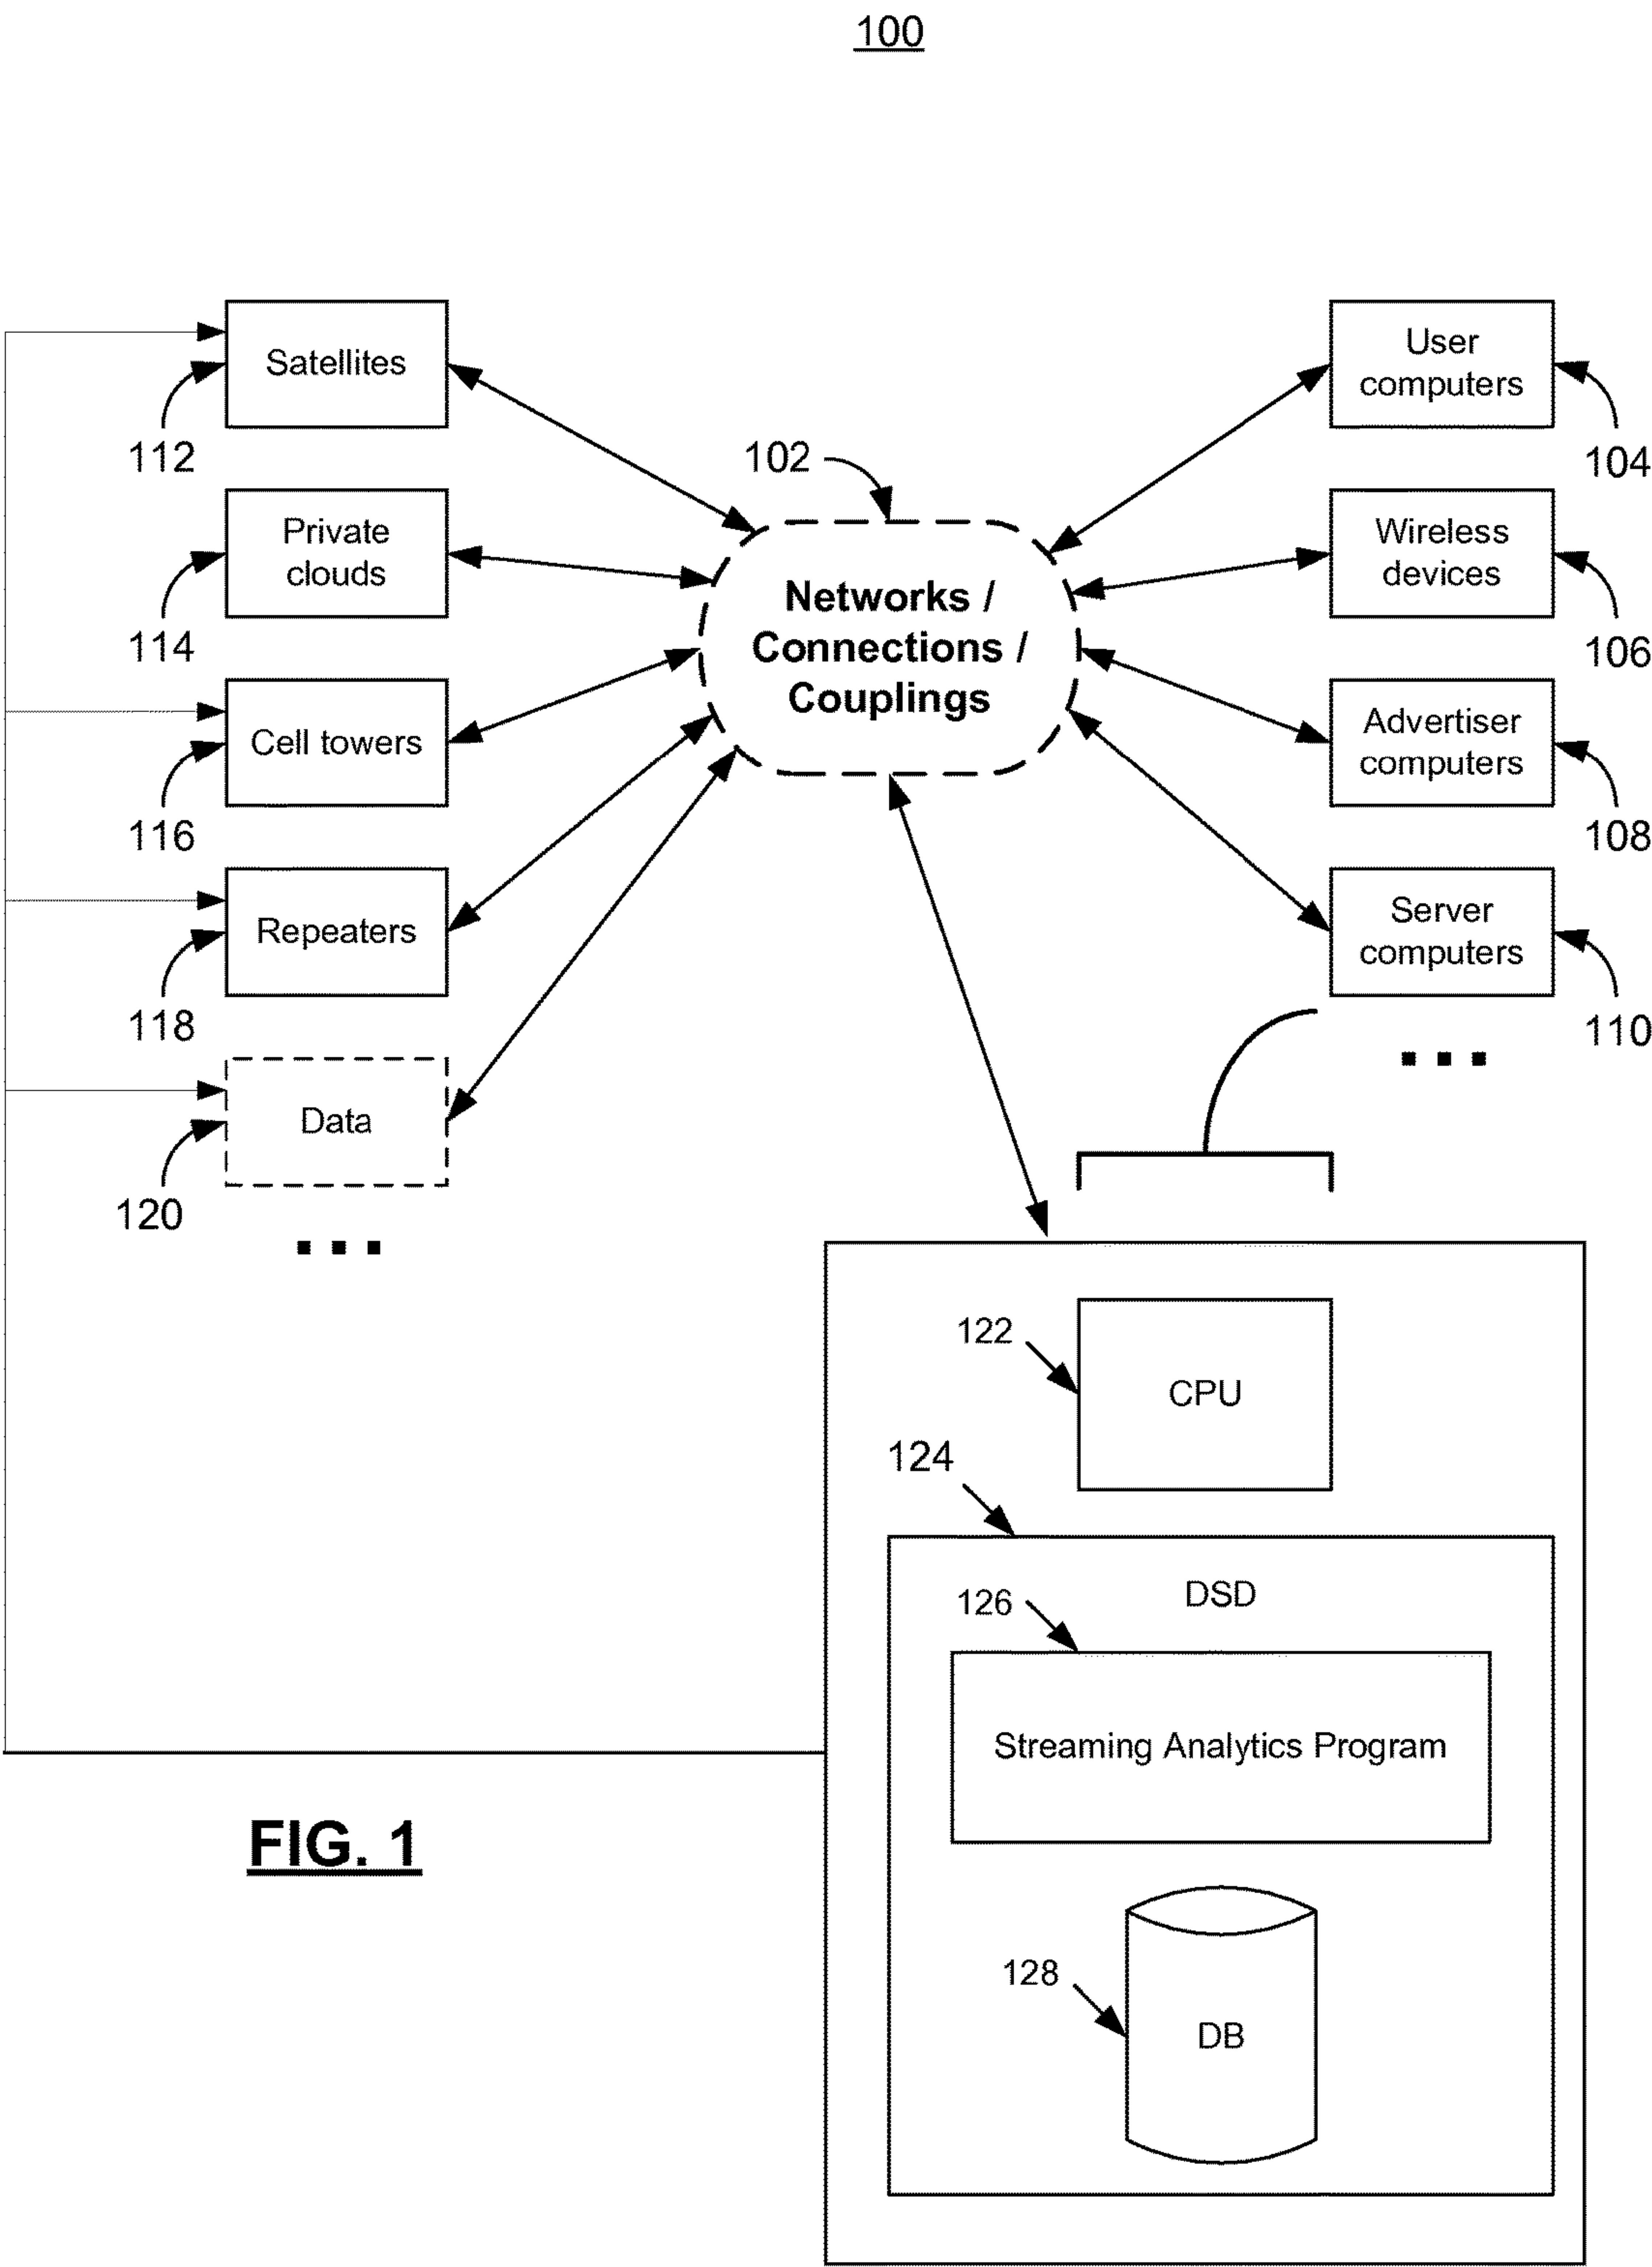 100
Satellites
112
Private
clouds
114
Cell towers
116
Repeaters
118
Data
120
...
102
Networks /
Connections /
Couplings
User
computers
104
Wireless
devices
106
Advertiser
computers
108
Server
computers
110
...
122
CPU
124
DSD
126
Streaming Analytics Program
128
DB
FIG. 1